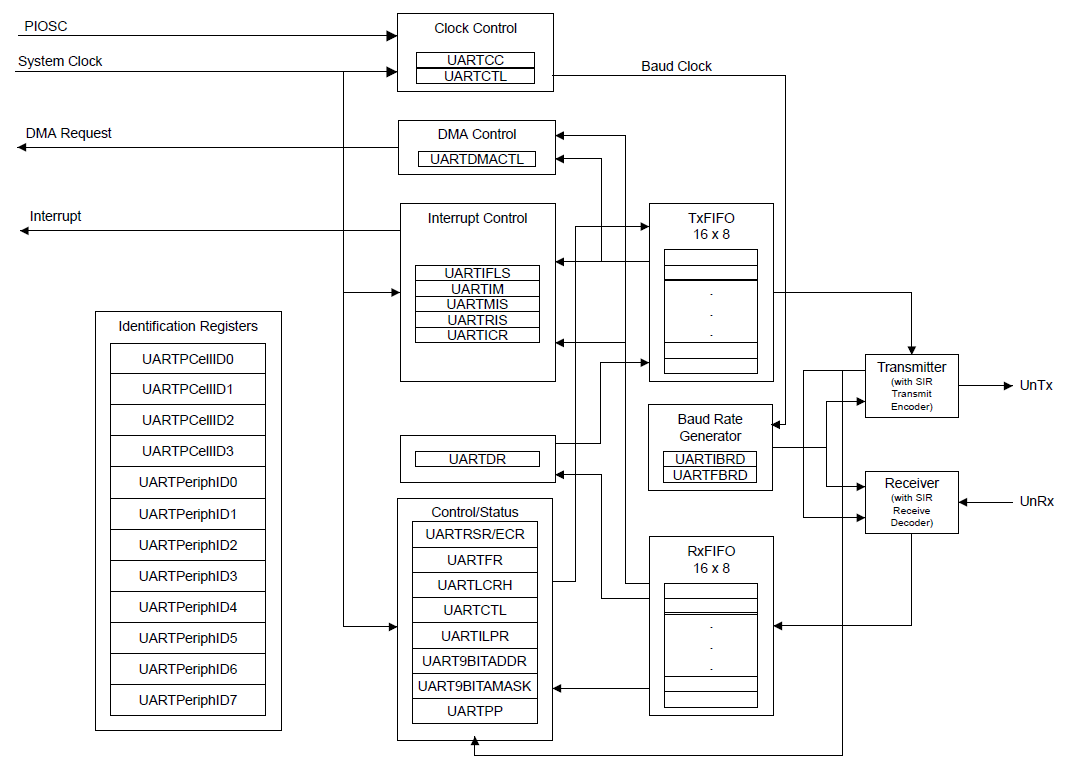 PIOSC
System Clock
Clock Control
UARTCC
UARTCTL
Baud Clock
DMA Request
DMA Control
UARTDMACTL
Interrupt
Interrupt Control
UARTIFLS
UARTIM
UARTMIS
UARTRIS
UARTICR
TxFIFO
16 x 8
.
.
.
Identification Registers
UARTPCellID0
UARTPCellID1
UARTPCellID2
UARTPCellID3
UARTPeriphID0
UARTPeriphID1
UARTPeriphID2
UARTPeriphID3
UARTPeriphID4
UARTPeriphID5
UARTPeriphID6
UARTPeriphID7
Transmitter
(with SIR
Transmit
Encoder)
UnTx
Baud Rate
Generator
UARTIBRD
UARTFBRD
UARTDR
Receiver
(with SIR
Receive
Decoder)
UnRx
Control/Status
UARTRSR/ECR
UARTFR
UARTLCRH
UARTCTL
UARTILPR
UART9BITADDR
UART9BITAMASK
UARTPP
RxFIFO
16 x 8
.
.
.